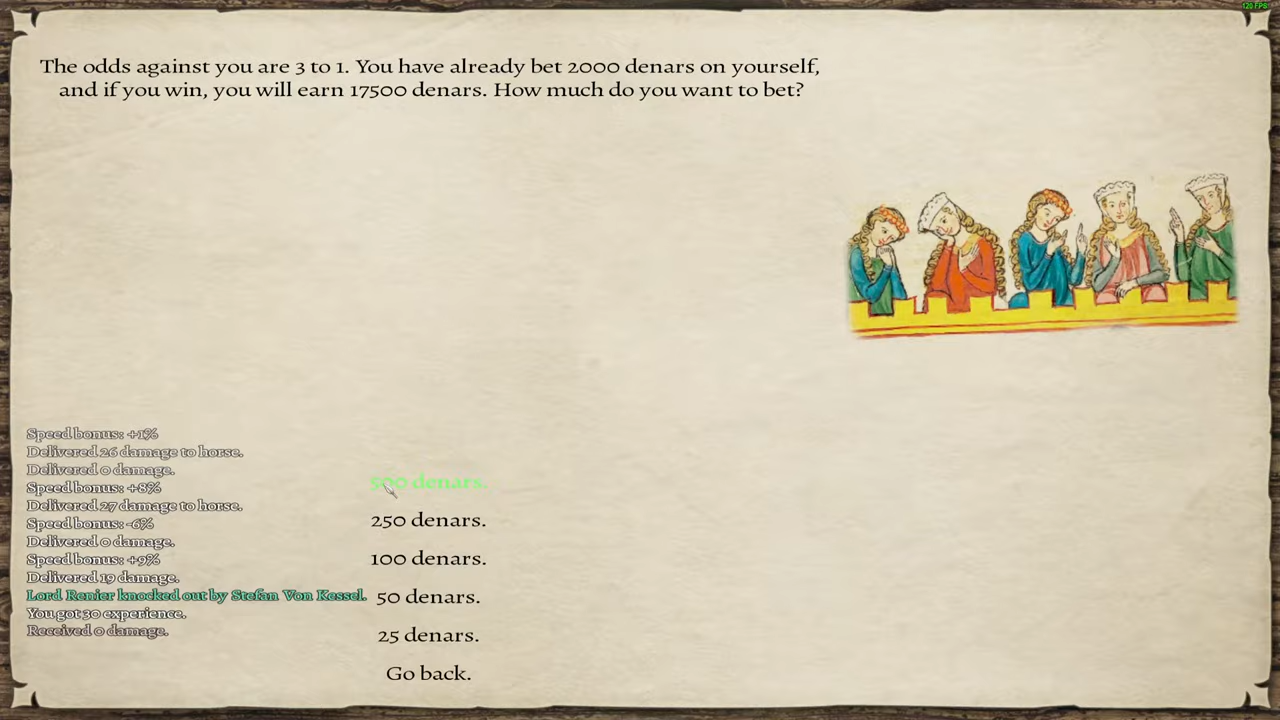 120 FPS
The odds against you are 3 to 1. You have already bet 2000 denars on yourself,
and if you win, you will earn 17500 denars. How much do you want to bet?
Speed bonus: +1%
Delivered 26 damage to horse.
Delivered 0 damage.
Speed bonus: +8%
Delivered 27 damage to horse.
Speed bonus: -6%
Delivered 0 damage.
Speed bonus: +9%
Delivered 19 damage.
Lord Renier knocked out by Stefan Von Kessel.
You got 30 experience.
Received 0 damage.
500 denars.
250 denars.
100 denars.
50 denars.
25 denars.
Go back.